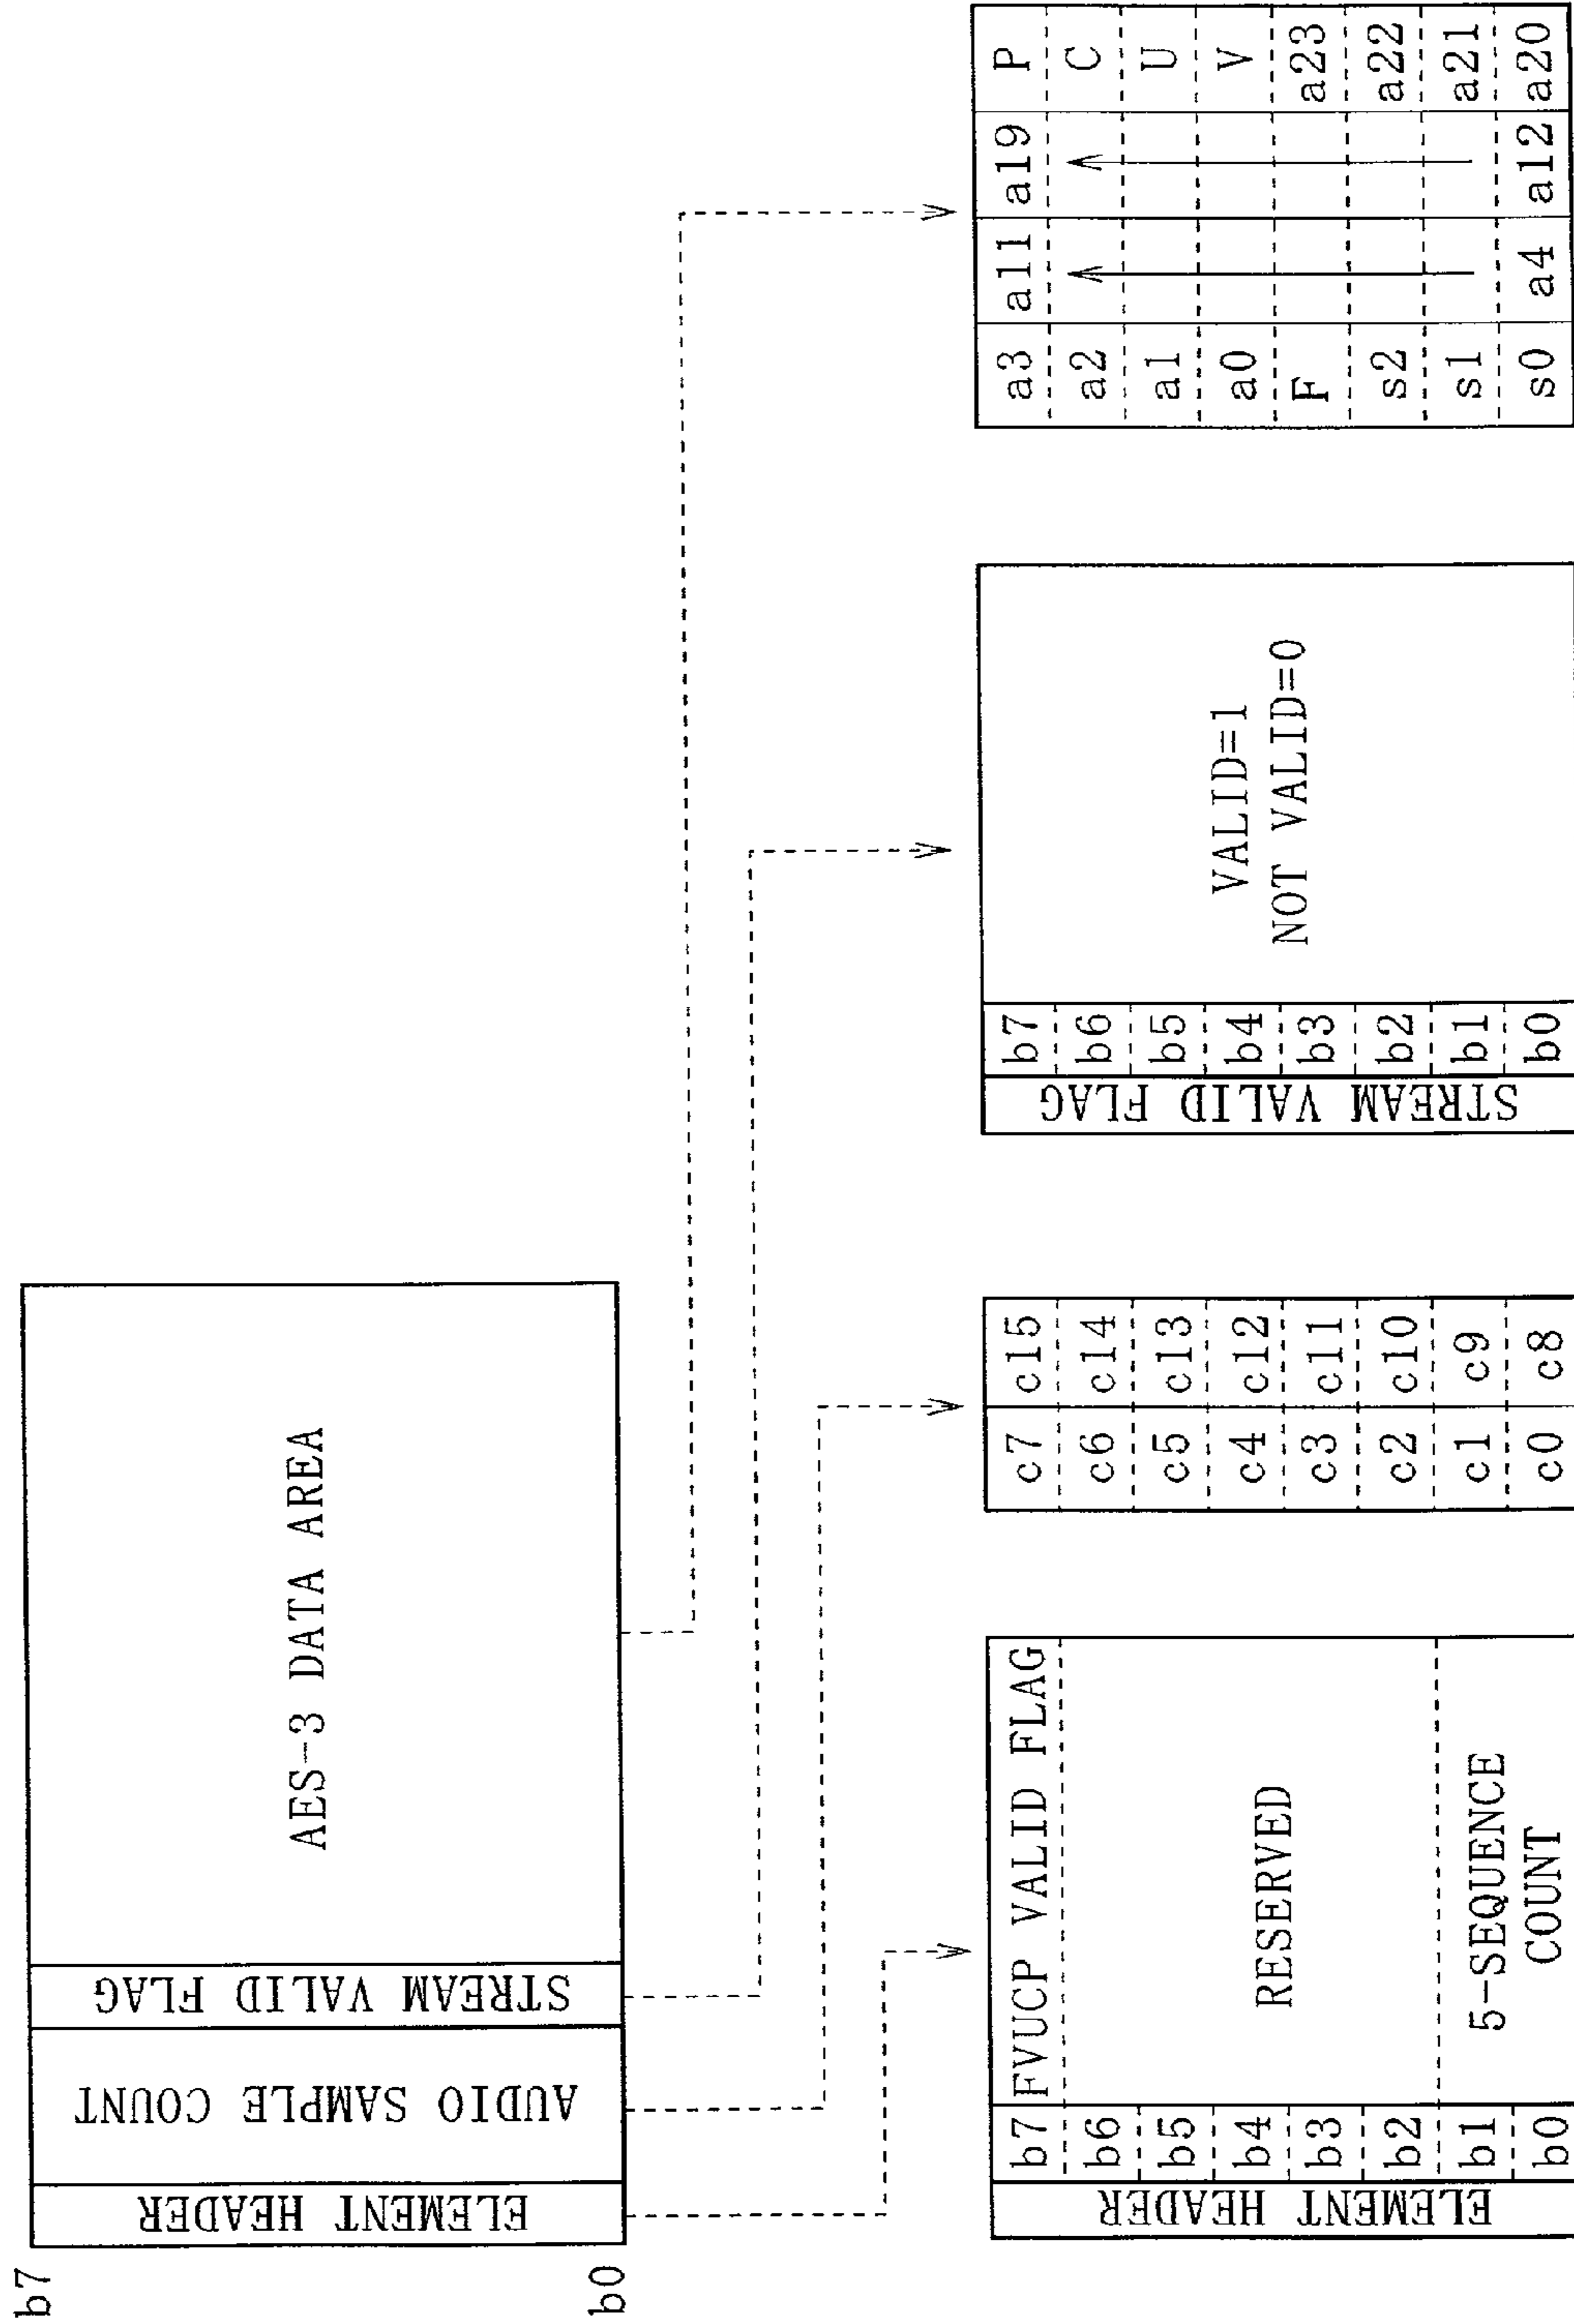 b7
b0
ELEMENT HEADER
AUDIO SAMPLE COUNT
STREAM VALID FLAG
AES-3 DATA AREA
ELEMENT HEADER
b7 FVUCP VALID FLAG
b6
b5
b4
b3
b2
RESERVED
b1
b0
5-SEQUENCE
COUNT
c7 c15
c6 c14
c5 c13
c4 c12
c3 c11
c2 c10
c1 c9
c0 c8
STREAM VALID FLAG
b7
b6
b5
b4
b3
b2
b1
b0
VALID=1
NOT VALID=0
a3 a11 a19 P
a2 C
a1 U
a0 V
F a23
s2 a22
s1 a21
s0 a4 a12 a20